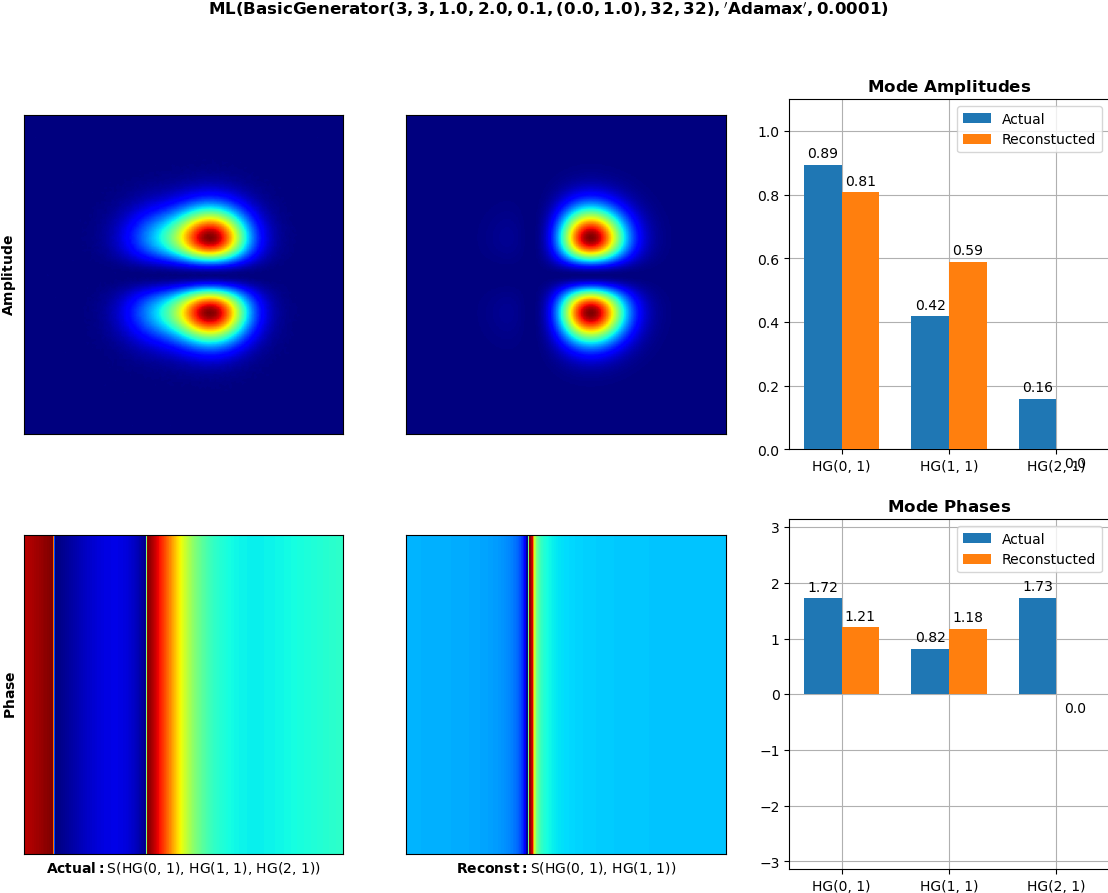 ML(BasicGenerator(3, 3, 1.0, 2.0, 0.1, (0.0, 1.0), 32, 32), ′Adamax′, 0.0001)
Amplitude
Mode Amplitudes
Actual
Reconstucted
1.0
0.8
0.6
0.4
0.2
0.0
0.89
0.81
0.42
0.59
0.16
0.0
HG(0, 1)
HG(1, 1)
HG(2, 1)
Phase
Actual: S(HG(0, 1), HG(1, 1), HG(2, 1))
Reconst: S(HG(0, 1), HG(1, 1))
Mode Phases
Actual
Reconstucted
3
2
1
0
−1
−2
−3
1.72
1.21
0.82
1.18
1.73
0.0
HG(0, 1)
HG(1, 1)
HG(2, 1)